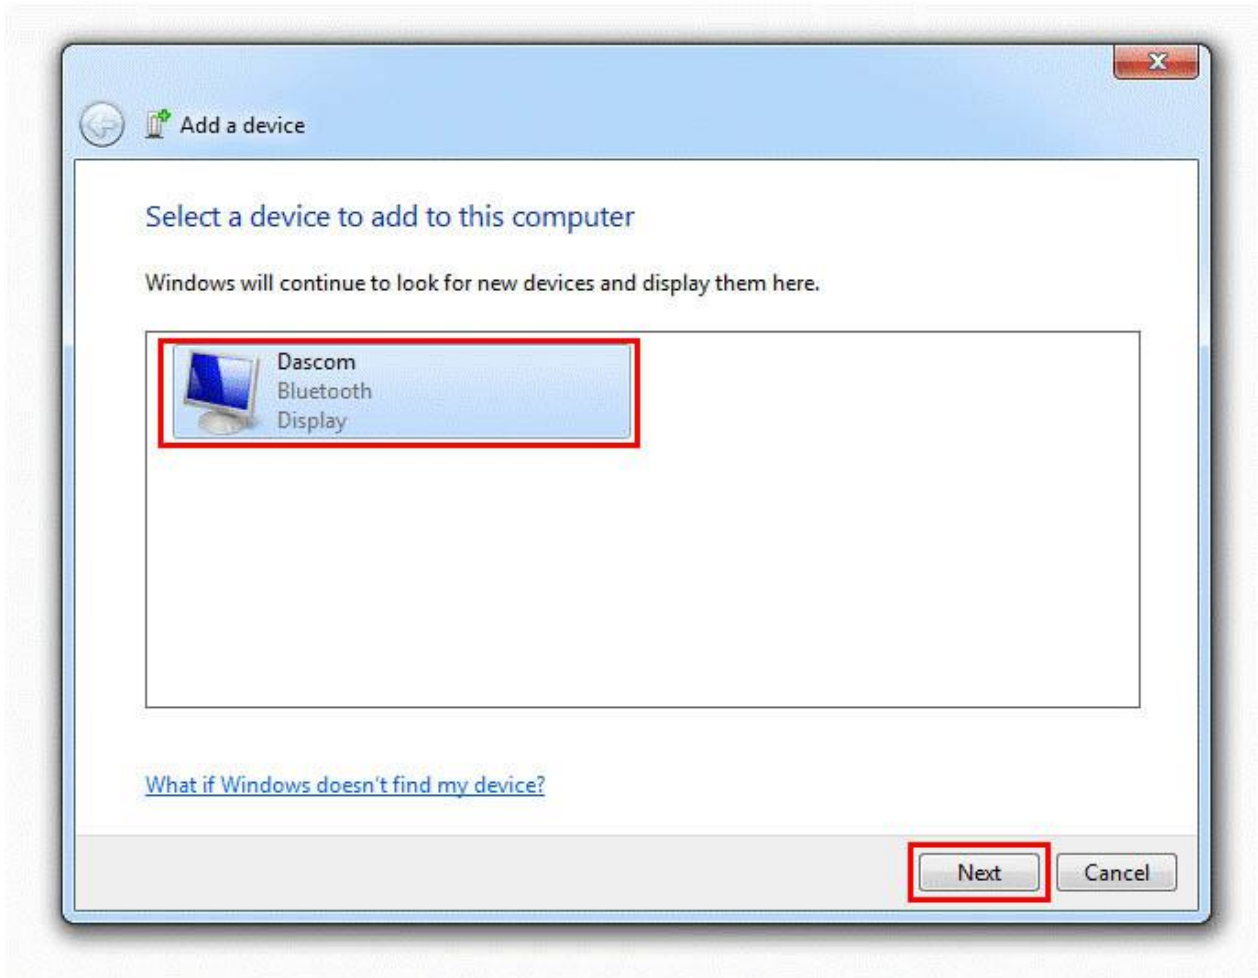 Add a device
Select a device to add to this computer
Windows will continue to look for new devices and display them here.
Dascom
Bluetooth
Display
What if Windows doesn't find my device?
Next
Cancel